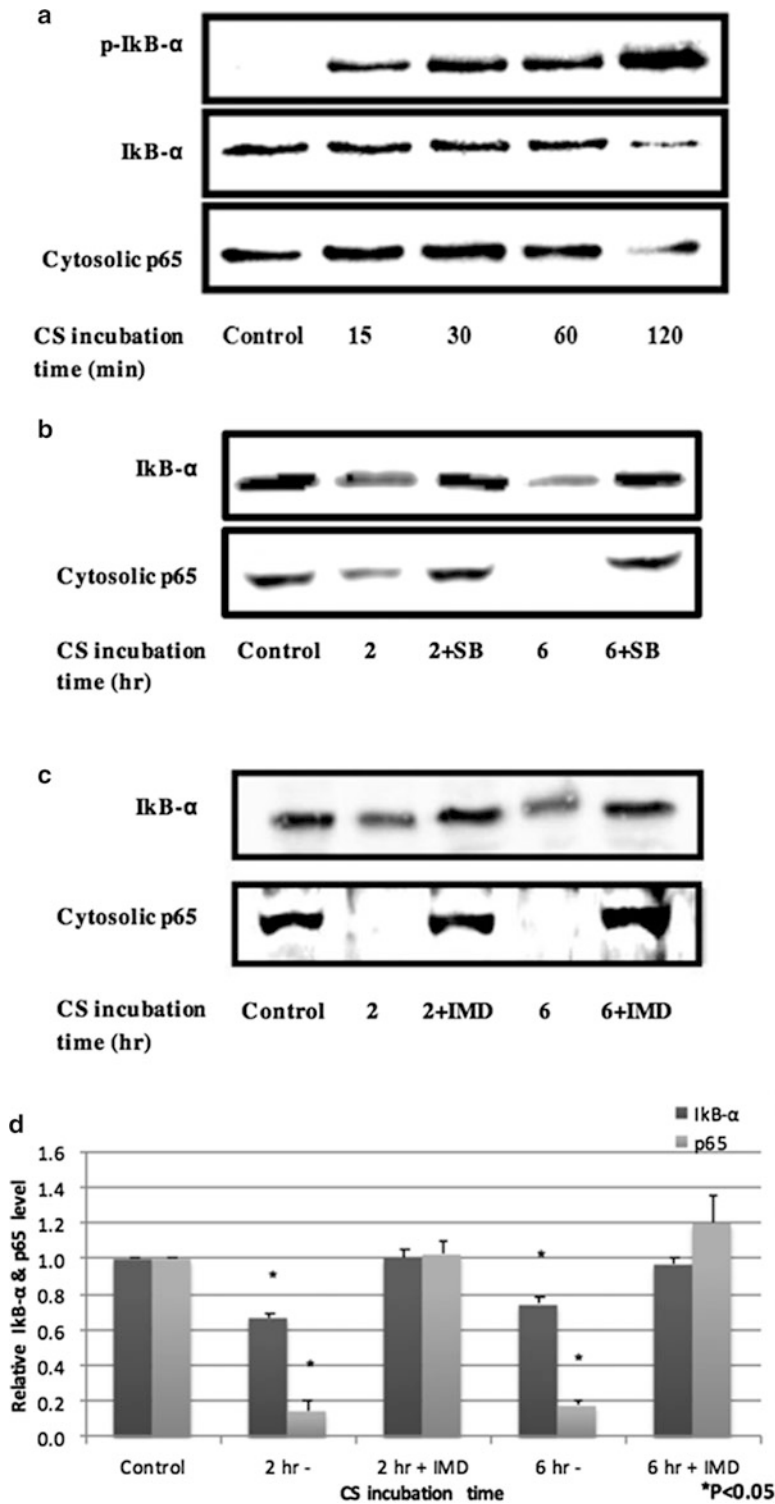 a
p-IkB-α
IkB-α
Cytosolic p65
CS incubation time (min)
Control 15 30 60 120
b
IkB-α
Cytosolic p65
CS incubation time (hr)
Control 2 2+SB 6 6+SB
c
IkB-α
Cytosolic p65
CS incubation time (hr)
Control 2 2+IMD 6 6+IMD
d
IkB-α
p65
Relative IkB-α & p65 level
1.6
1.4
1.2
1.0
0.8
0.6
0.4
0.2
0.0
* * * *
Control 2 hr - 2 hr + IMD 6 hr - 6 hr + IMD
CS incubation time
*P<0.05